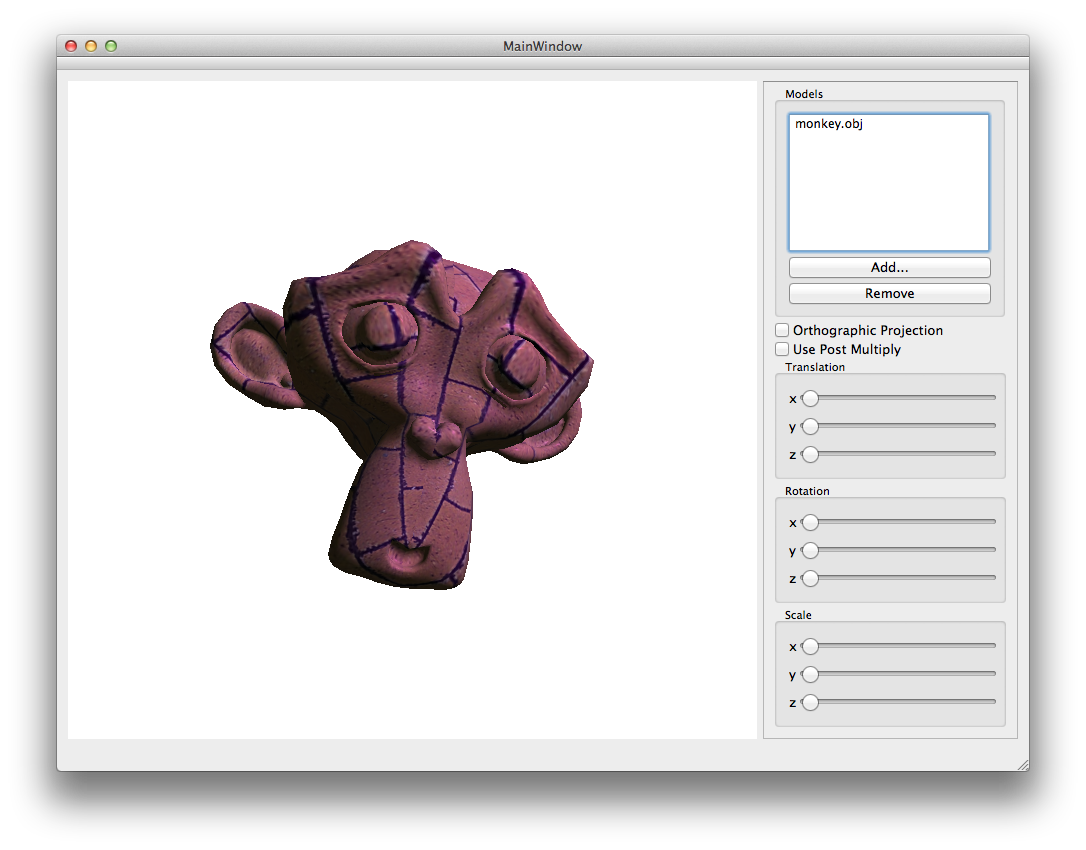 MainWindow
Models
monkey.obj
Add...
Remove
Orthographic Projection
Use Post Multiply
Translation
x
y
z
Rotation
x
y
z
Scale
x
y
z